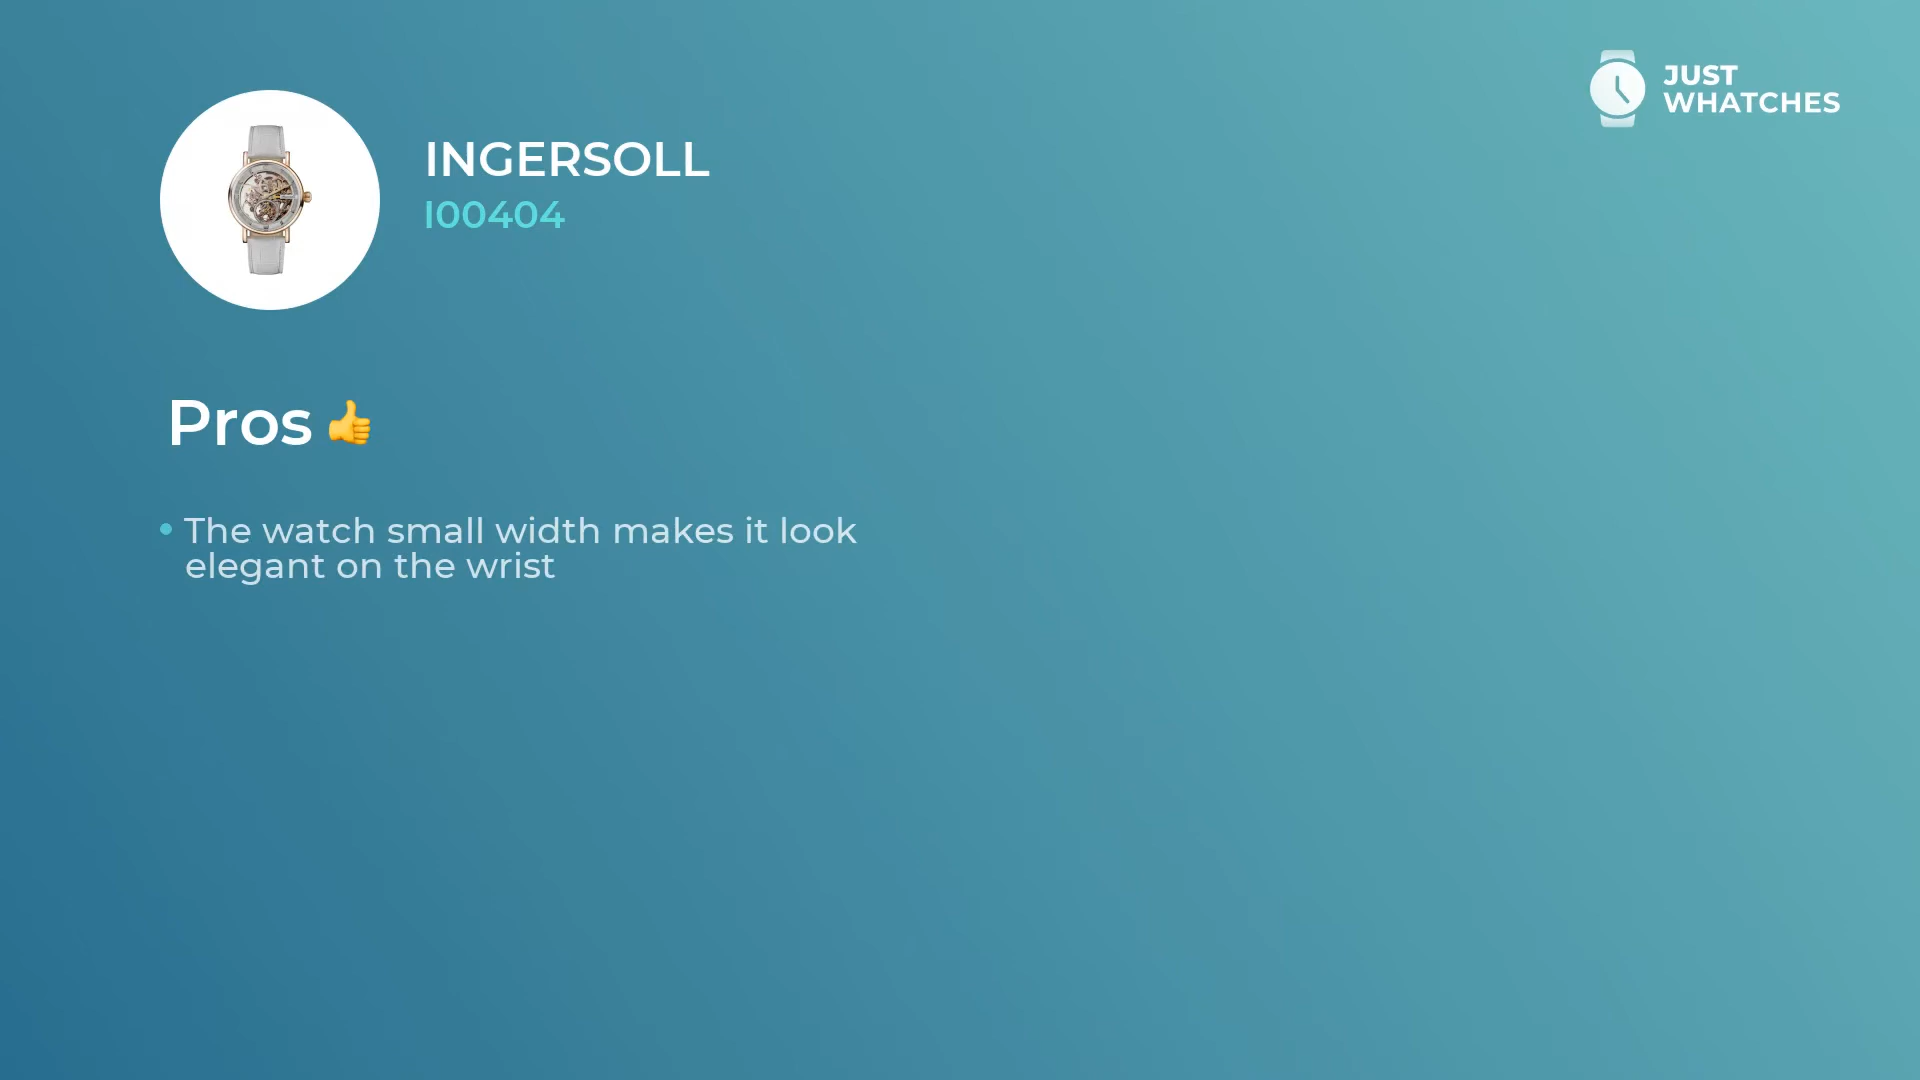 JUST
WHATCHES
INGERSOLL
I00404
Pros 👍
• The watch small width makes it look
elegant on the wrist